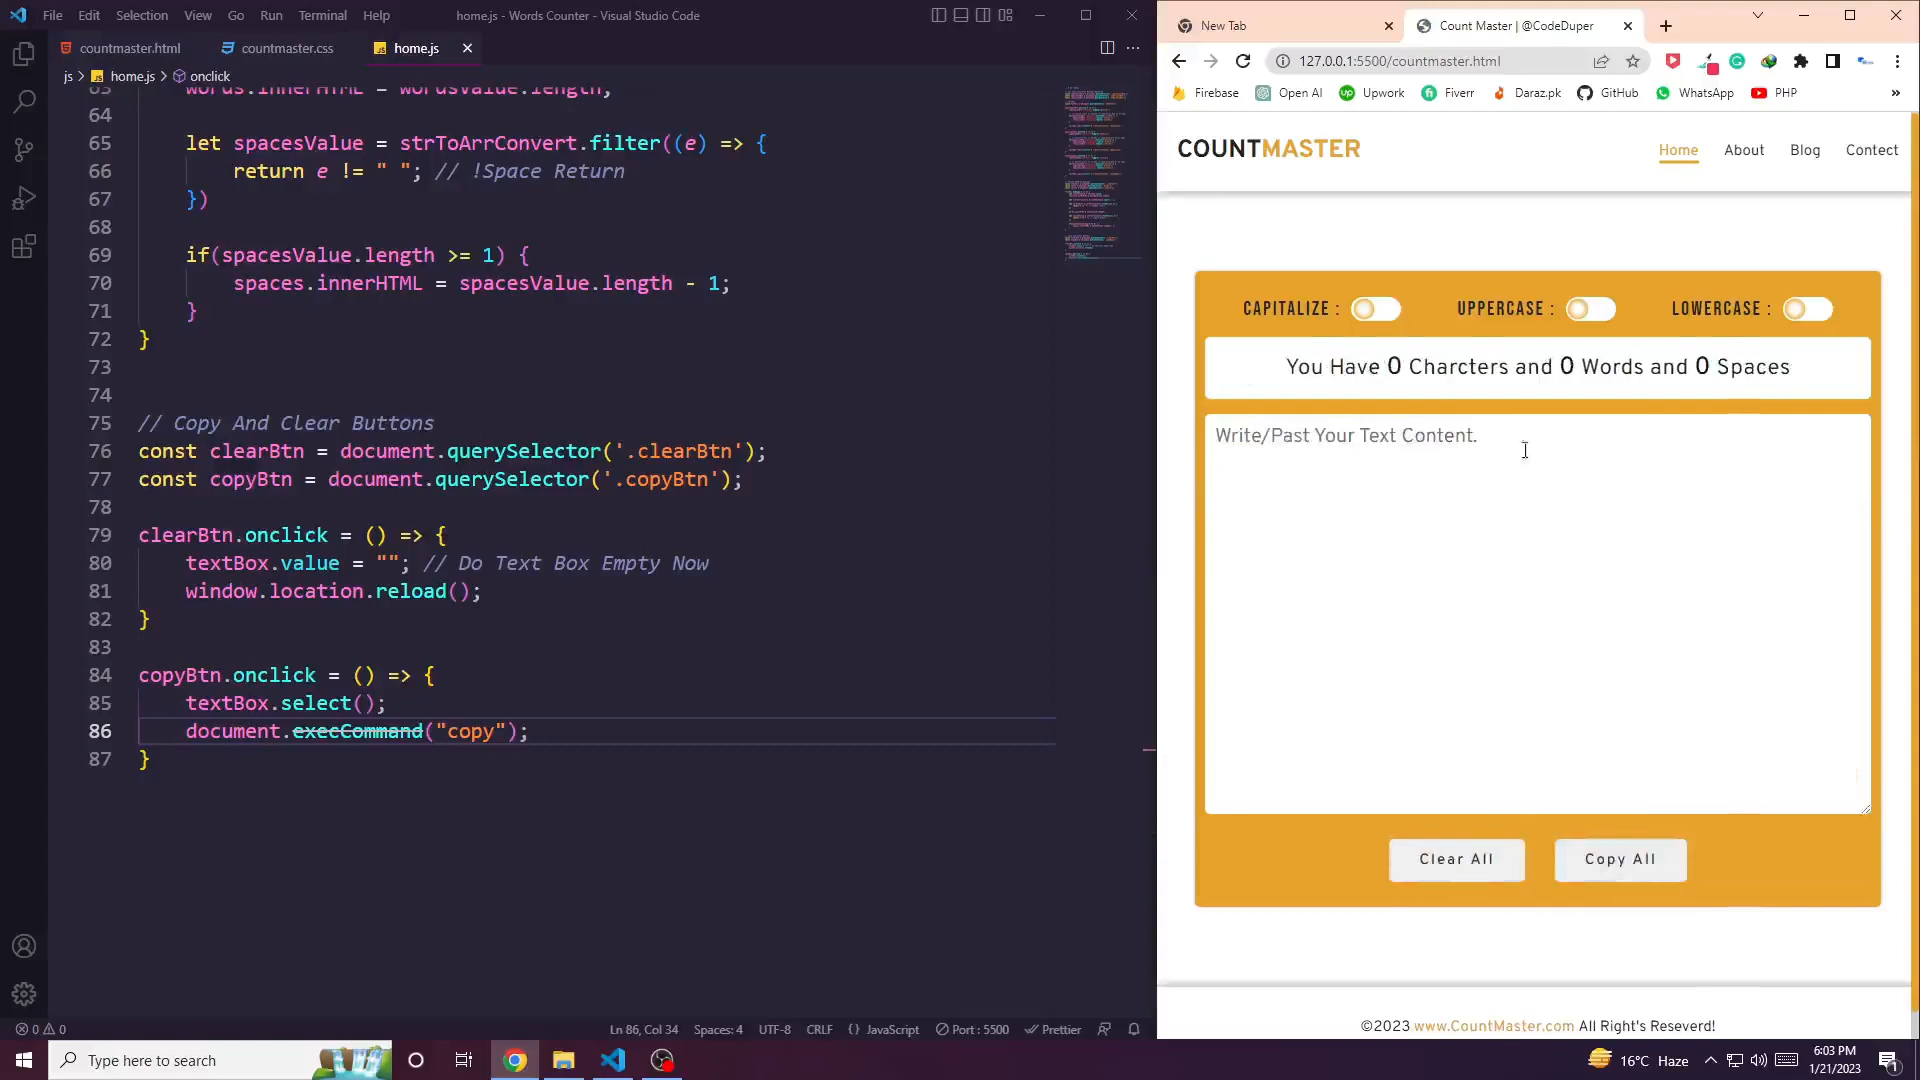 File Edit Selection View Go Run Terminal Help
home.js - Words Counter - Visual Studio Code
countmaster.html countmaster.css home.js
js > home.js > onclick
63 words.innerHTML = wordsValue.length;
64
65 let spacesValue = strToArrConvert.filter((e) => {
66 return e != " "; // !Space Return
67 })
68
69 if(spacesValue.length >= 1) {
70 spaces.innerHTML = spacesValue.length - 1;
71 }
72 }
73
74
75 // Copy And Clear Buttons
76 const clearBtn = document.querySelector('.clearBtn');
77 const copyBtn = document.querySelector('.copyBtn');
78
79 clearBtn.onclick = () => {
80 textBox.value = ""; // Do Text Box Empty Now
81 window.location.reload();
82 }
83
84 copyBtn.onclick = () => {
85 textBox.select();
86 document.execCommand("copy");
87 }
0 0
Ln 86, Col 34 Spaces: 4 UTF-8 CRLF {} JavaScript Port : 5500 Prettier
New Tab
Count Master | @CodeDuper
127.0.0.1:5500/countmaster.html
Firebase Open AI Upwork Fiverr Daraz.pk GitHub WhatsApp PHP »
COUNTMASTER
Home About Blog Contact
CAPITALIZE : UPPERCASE : LOWERCASE :
You Have 0 Charcters and 0 Words and 0 Spaces
Write/Past Your Text Content.
Clear All Copy All
©2023 www.CountMaster.com All Right's Reseverd!
Type here to search
16°C Haze
6:03 PM
1/21/2023
1